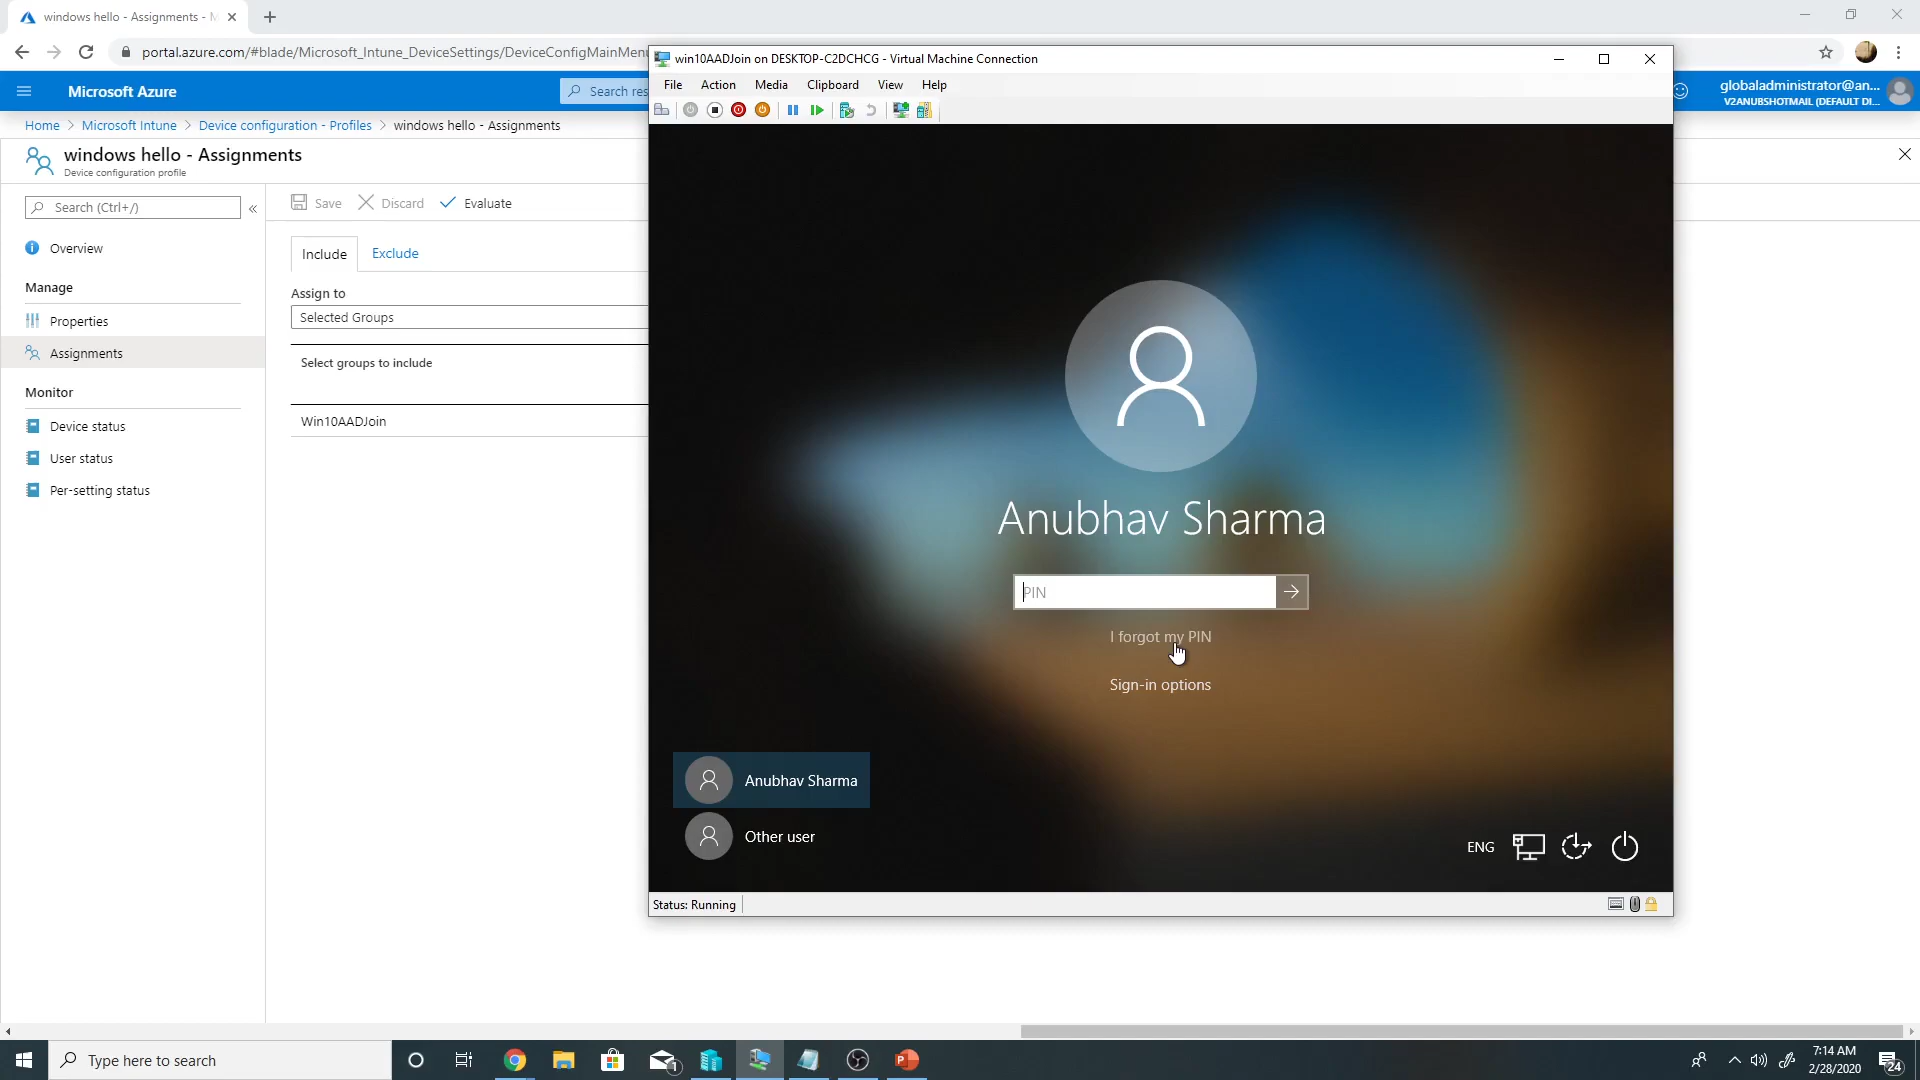 windows hello - Assignments - M
portal.azure.com/#blade/Microsoft_Intune_DeviceSettings/DeviceConfigMainMenu
Microsoft Azure
Search res
globaladministrator@an...
V2ANUBSHOTMAIL (DEFAULT DI...
Home > Microsoft Intune > Device configuration - Profiles > windows hello - Assignments
windows hello - Assignments
Device configuration profile
Search (Ctrl+/)
«
Overview
Manage
Properties
Assignments
Monitor
Device status
User status
Per-setting status
Save
Discard
Evaluate
Include
Exclude
Assign to
Selected Groups
Select groups to include
Win10AADJoin
win10AADJoin on DESKTOP-C2DCHCG - Virtual Machine Connection
File Action Media Clipboard View Help
Anubhav Sharma
PIN
I forgot my PIN
Sign-in options
Anubhav Sharma
Other user
ENG
Status: Running
Type here to search
1
7:14 AM
2/28/2020
24